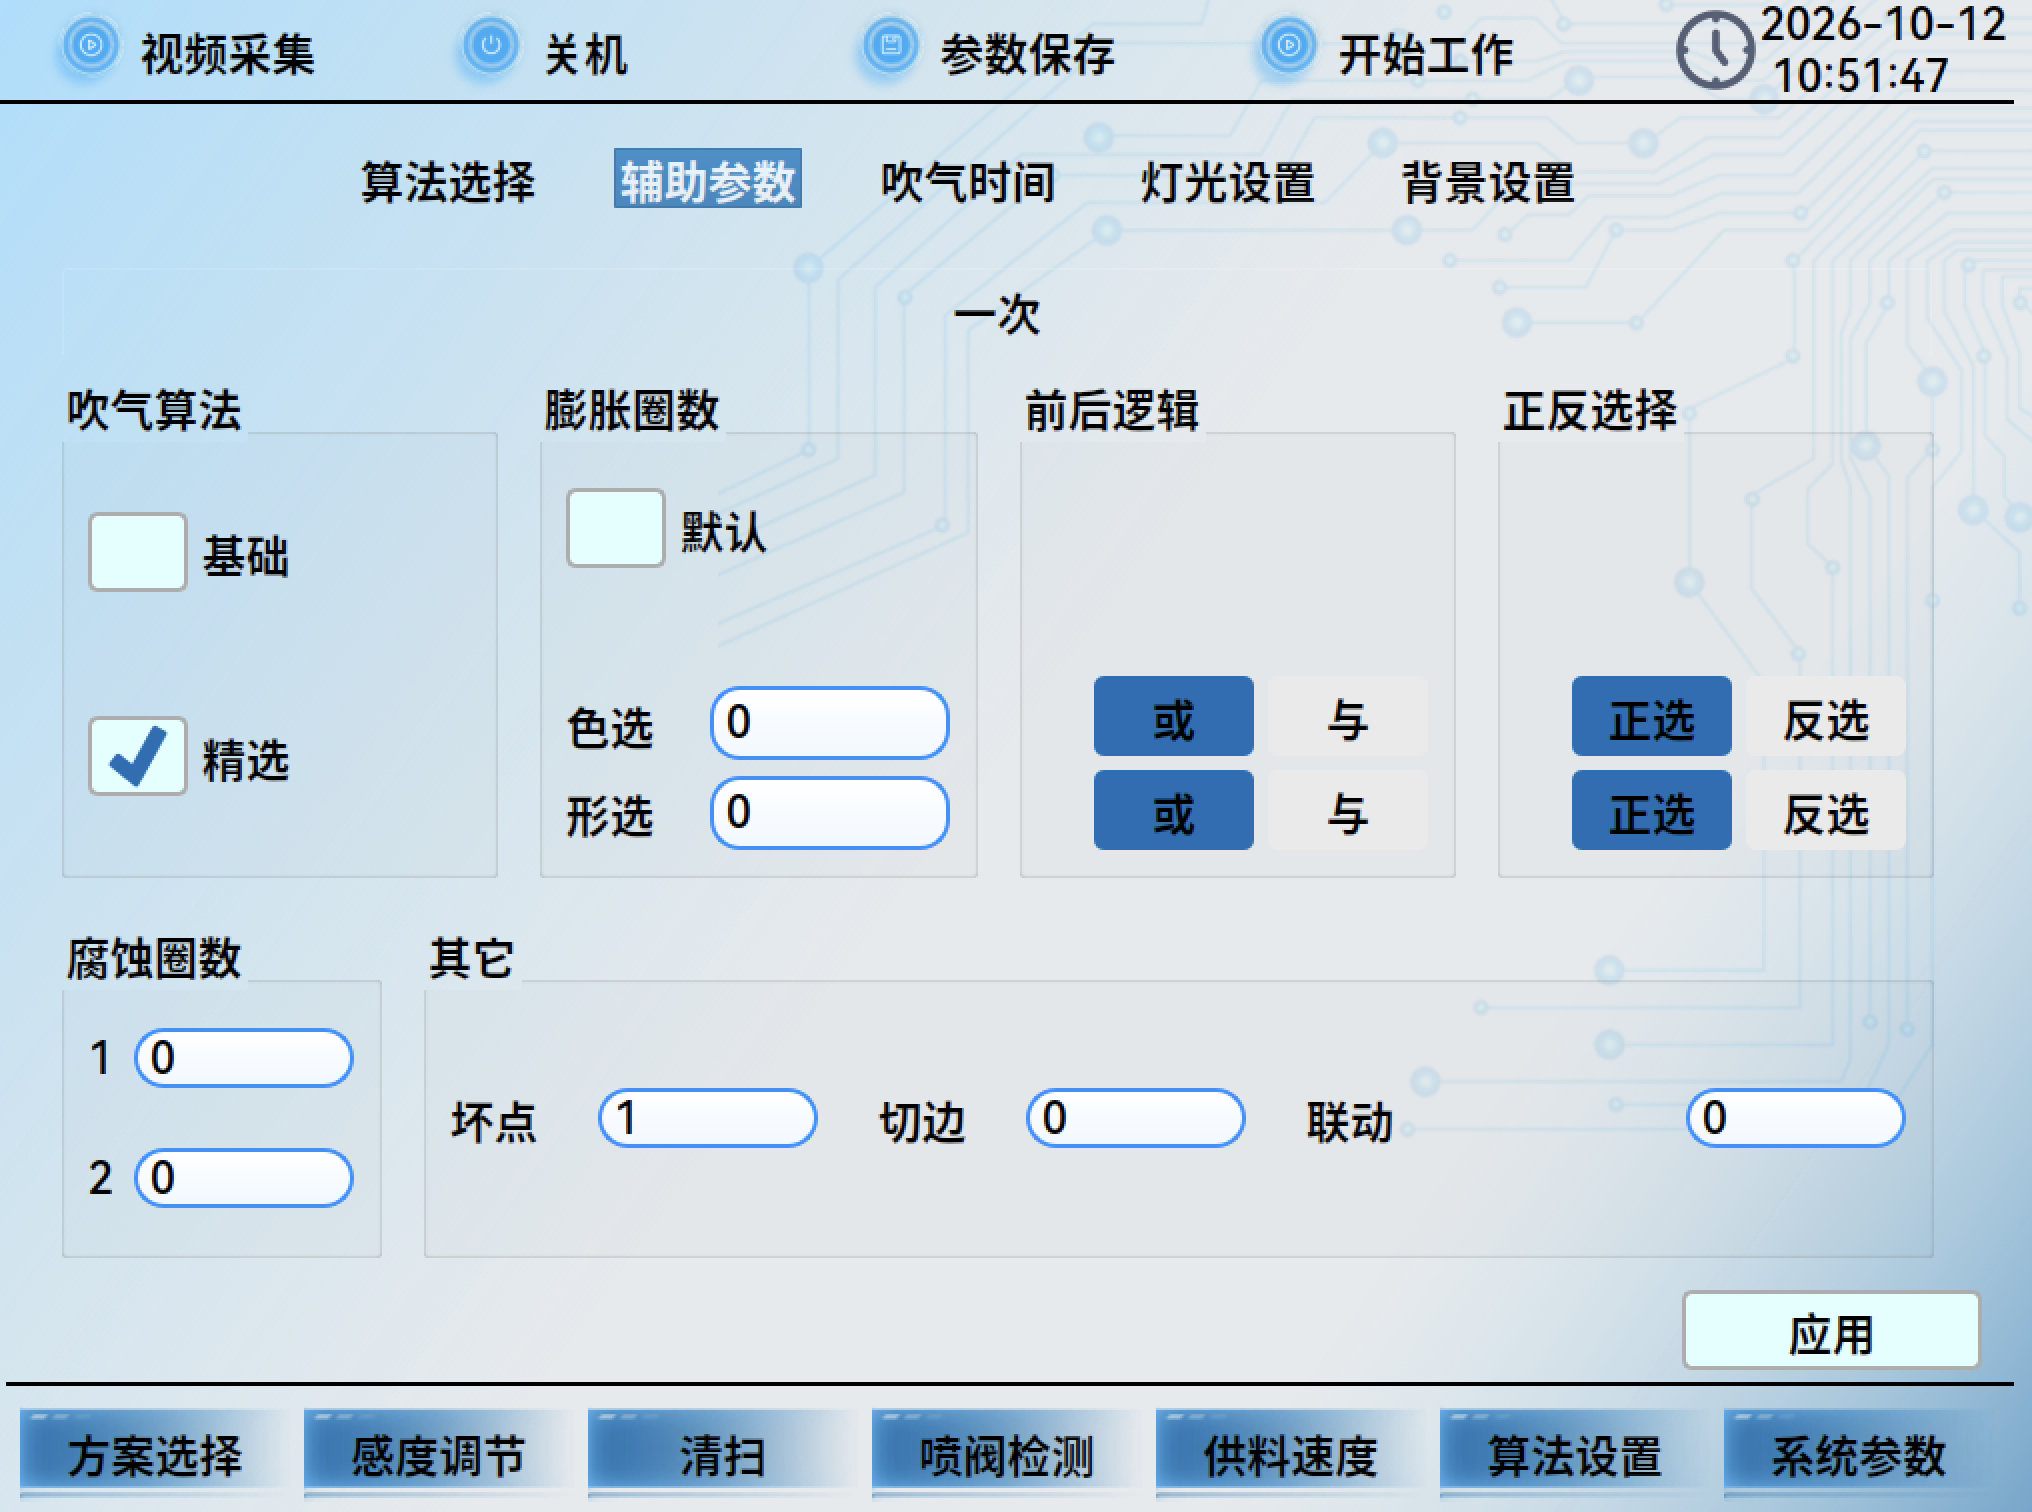 视频采集 关机 参数保存 开始工作 2026-10-12
10:51:47
算法选择 辅助参数 吹气时间 灯光设置 背景设置
一次
吹气算法 膨胀圈数 前后逻辑 正反选择
基础 默认
色选 0 或 与 正选 反选
精选
形选 0 或 与 正选 反选
腐蚀圈数 其它
1 0
坏点 1 切边 0 联动 0
2 0
应用
方案选择 感度调节 清扫 喷阀检测 供料速度 算法设置 系统参数